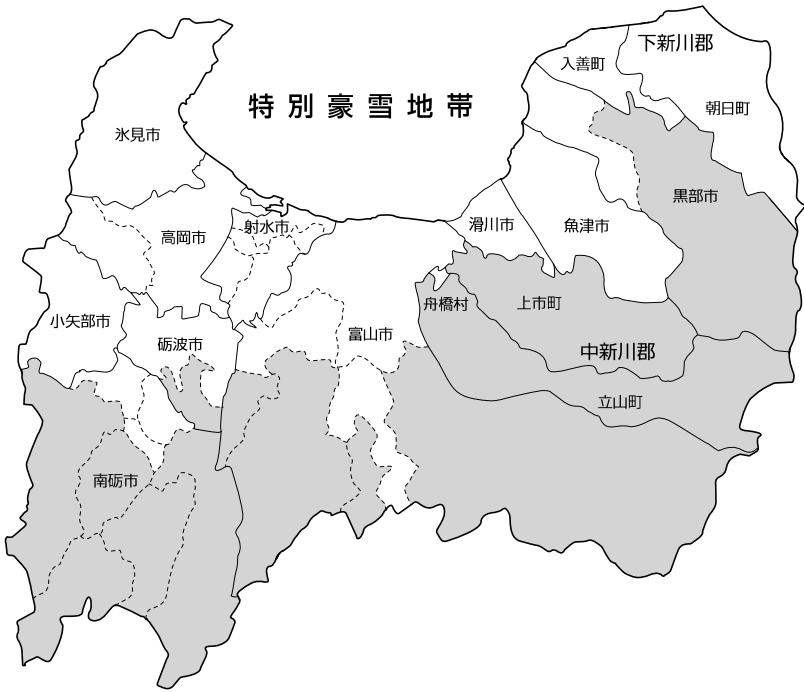 特別豪雪地帯
下新川郡
入善町
朝日町
氷見市
黒部市
高岡市
射水市
滑川市
魚津市
舟橋村
上市町
小矢部市
砺波市
富山市
中新川郡
立山町
南砺市